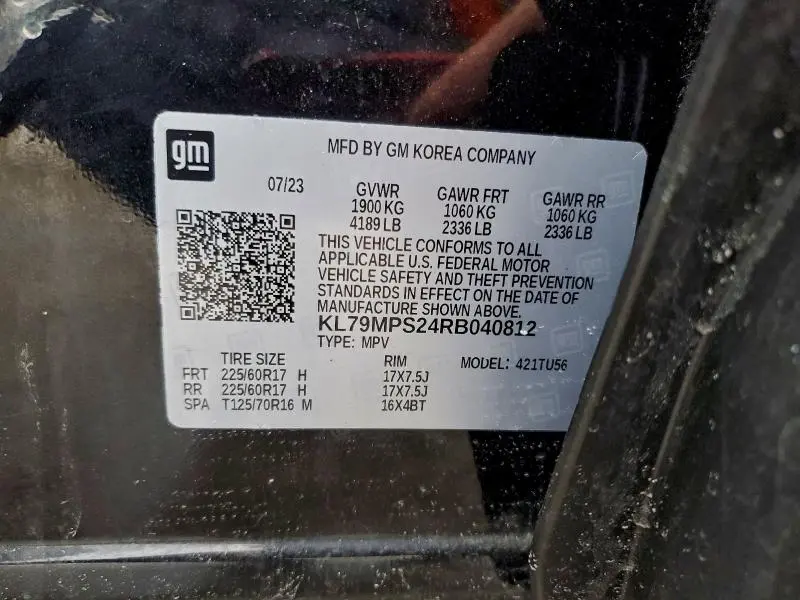 gm
MFD BY GM KOREA COMPANY
07/23
GVWR
1900 KG
4189 LB
GAWR FRT
1060 KG
2336 LB
GAWR RR
1060 KG
2336 LB
THIS VEHICLE CONFORMS TO ALL
APPLICABLE U.S. FEDERAL MOTOR
VEHICLE SAFETY AND THEFT PREVENTION
STANDARDS IN EFFECT ON THE DATE OF
MANUFACTURE SHOWN ABOVE.
KL79MPS24RB040812
TYPE: MPV
MODEL: 421TU56
TIRE SIZE RIM
FRT 225/60R17 H 17X7.5J
RR 225/60R17 H 17X7.5J
SPA T125/70R16 M 16X4BT